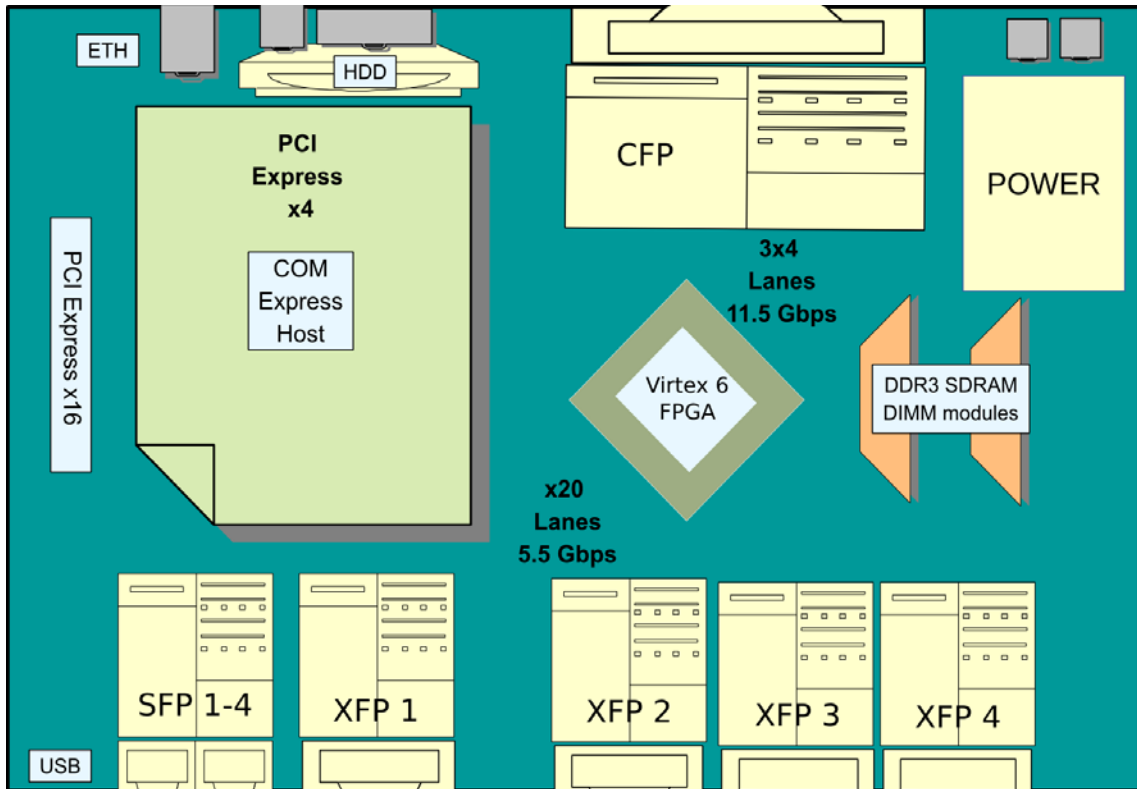 ETH
HDD
PCI
Express
x4
CFP
POWER
PCI Express x16
COM
Express
Host
3x4
Lanes
11.5 Gbps
Virtex 6
FPGA
DDR3 SDRAM
DIMM modules
x20
Lanes
5.5 Gbps
SFP 1-4
XFP 1
XFP 2
XFP 3
XFP 4
USB